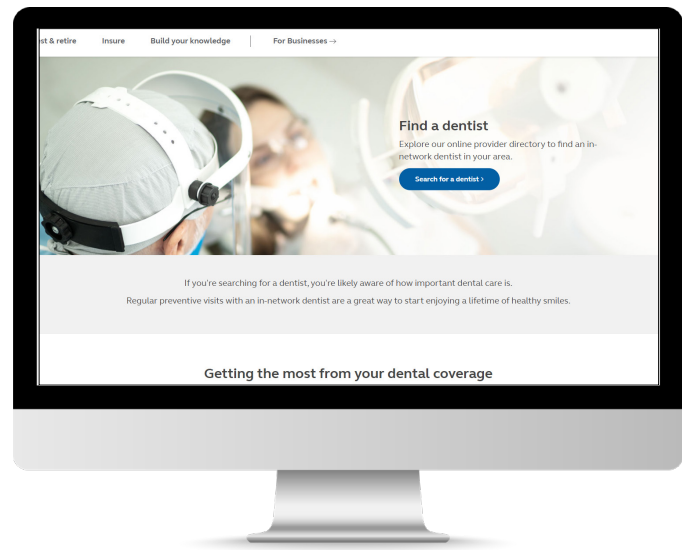 st & retire Insure Build your knowledge For Businesses →
Find a dentist
Explore our online provider directory to find an in-
network dentist in your area.
Search for a dentist ›
If you're searching for a dentist, you're likely aware of how important dental care is.
Regular preventive visits with an in-network dentist are a great way to start enjoying a lifetime of healthy smiles.
Getting the most from your dental coverage